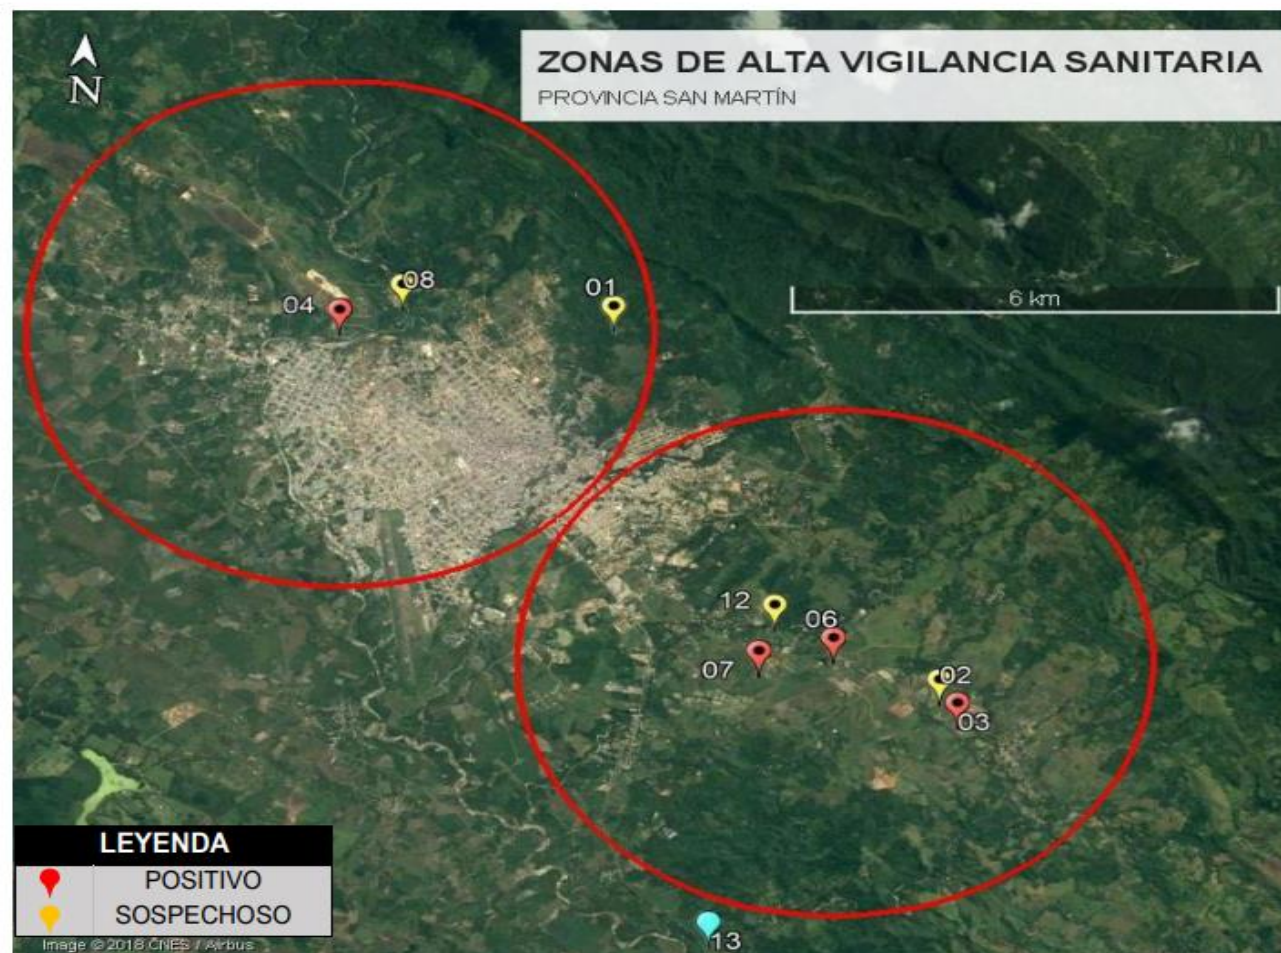 N
ZONAS DE ALTA VIGILANCIA SANITARIA
PROVINCIA SAN MARTÍN
08
04
01
6 km
12
06
07
02
03
LEYENDA
POSITIVO
SOSPECHOSO
Image © 2018 CNES / Airbus
13